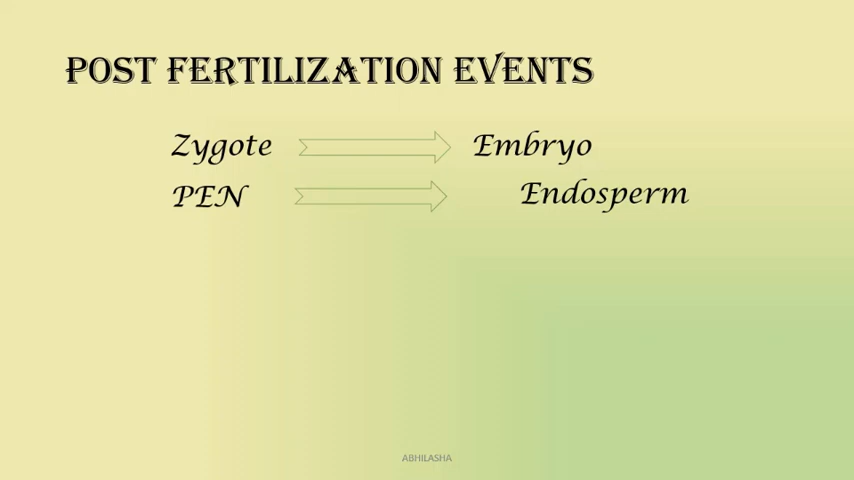 POST FERTILIZATION EVENTS
Zygote Embryo
PEN Endosperm
ABHILASHA